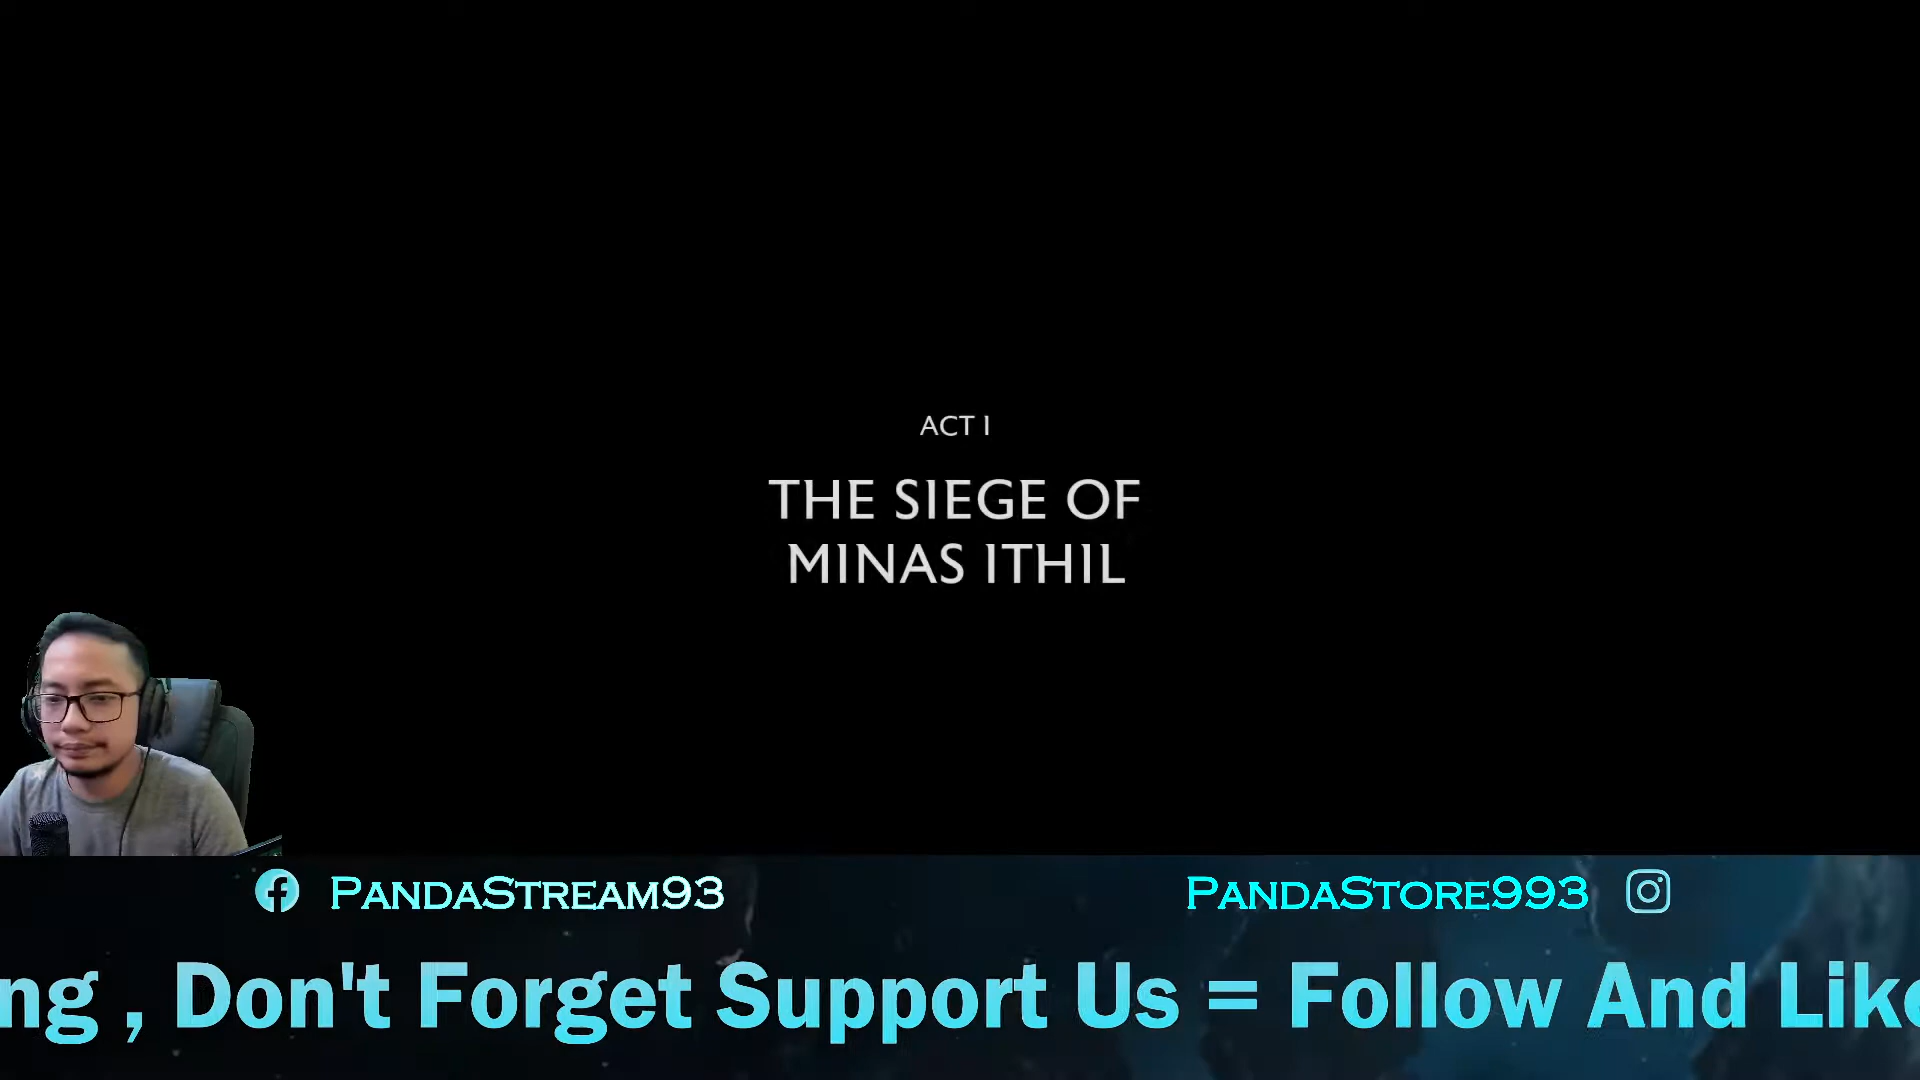 ACT I
THE SIEGE OF
MINAS ITHIL
PANDASTREAM93
PANDASTORE993
ng , Don't Forget Support Us = Follow And Like